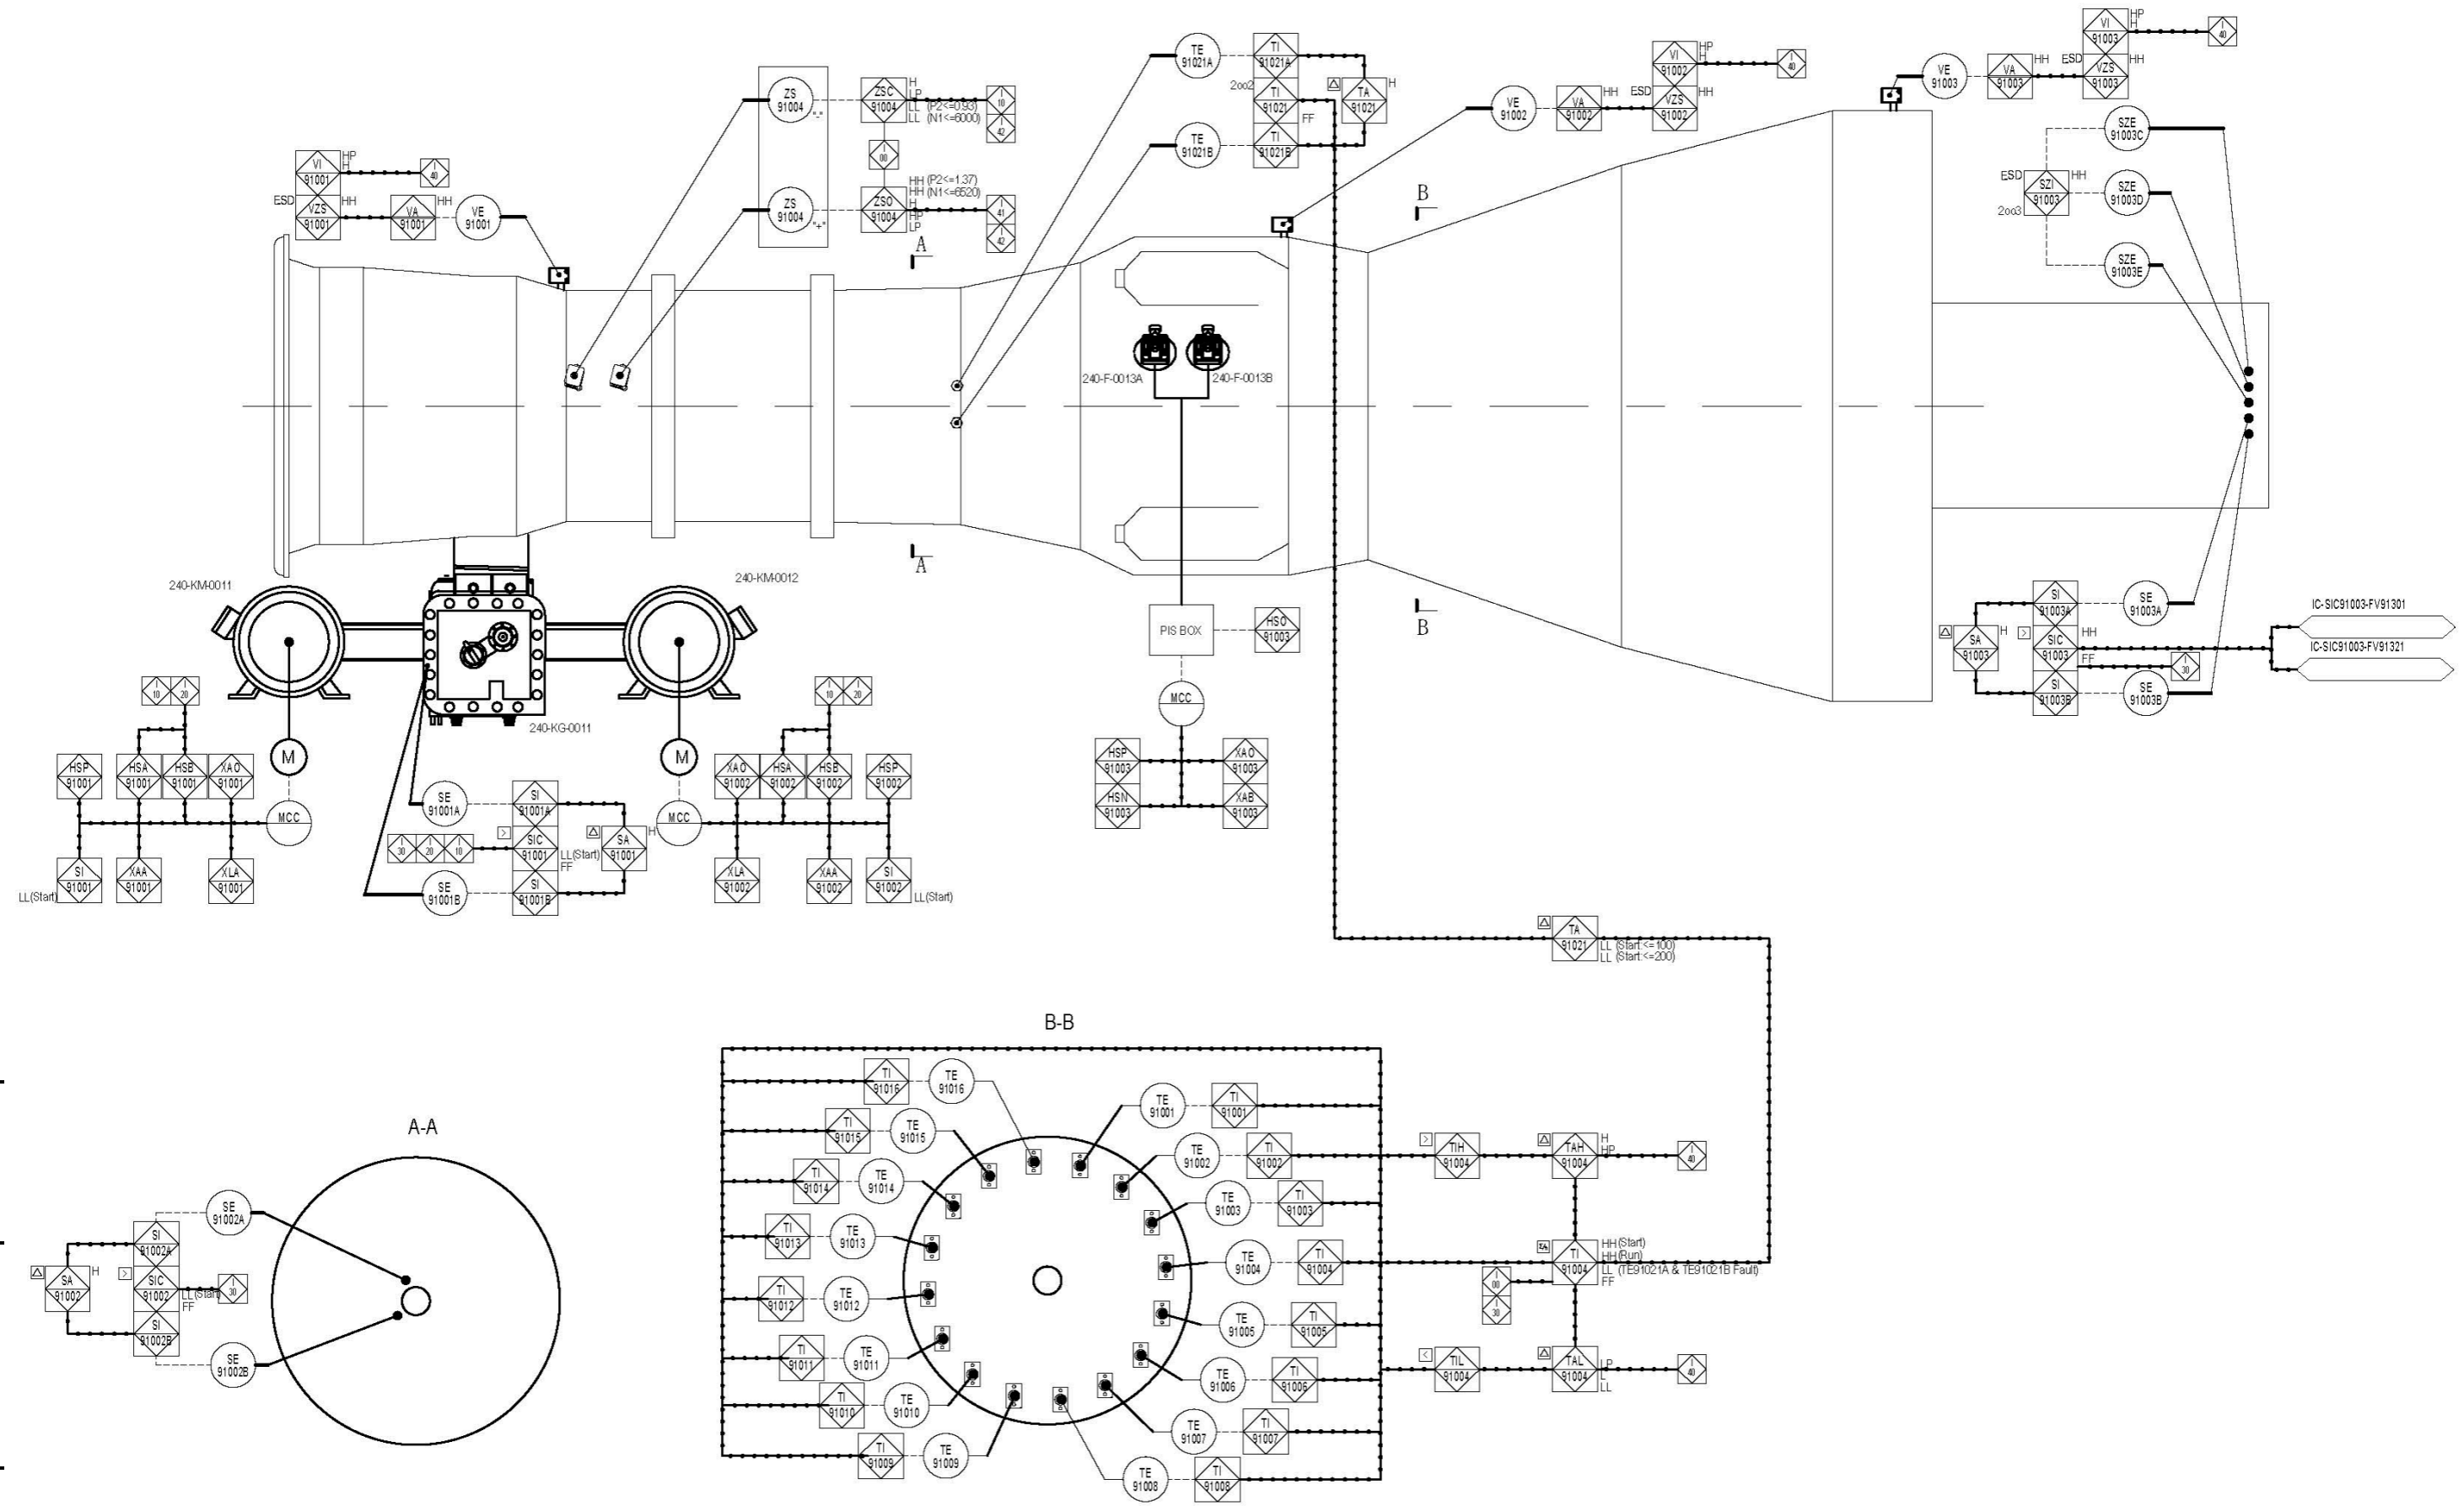 VI
91001
HP
H
I
40
ESD
VZS
91001
HH
VA
91001
HH
VE
91001
ZS
91004
"-"
ZSC
91004
H
LP
LL (P2<=0.93)
LL (N1<=6000)
I
10
I
42
I
00
ZS
91004
"+"
ZSO
91004
HH (P2<=1.37)
HH (N1<=6520)
H
HP
LP
I
41
I
42
TE
91021A
TI
91021A
2oo2
TI
91021
FF
TE
91021B
TI
91021B
TA
91021
H
VE
91002
VA
91002
HH
ESD
VI
91002
HP
H
VZS
91002
HH
I
40
VE
91003
VA
91003
HH
ESD
VI
91003
HP
H
VZS
91003
HH
I
40
SZE
91003C
ESD
SZI
91003
HH
2oo3
SZE
91003D
SZE
91003E
A
A
B
B
240-F-0013A
240-F-0013B
240-KM-0011
240-KM-0012
240-KG-0011
PIS BOX
HSO
91003
MCC
HSP
91003
XAO
91003
HSN
91003
XAB
91003
SI
91003A
SE
91003A
SA
91003
H
SIC
91003
HH
FF
I
30
SI
91003B
SE
91003B
IC-SIC91003-FV91301
IC-SIC91003-FV91321
I
10
I
20
HSP
91001
HSA
91001
HSB
91001
XAO
91001
M
MCC
SI
91001
LL(Start)
XAA
91001
XLA
91001
SE
91001A
SI
91001A
I
30
I
20
I
10
SIC
91001
LL(Start)
FF
SA
91001
H
SE
91001B
SI
91001B
M
MCC
I
10
I
20
XAO
91002
HSA
91002
HSB
91002
HSP
91002
XLA
91002
XAA
91002
SI
91002
LL(Start)
TA
91021
LL (Start:<=100)
LL (Start:<=200)
A-A
SE
91002A
SI
91002A
SA
91002
H
SIC
91002
LL(Start)
FF
I
30
SI
91002B
SE
91002B
B-B
TI
91016
TE
91016
TI
91015
TE
91015
TI
91014
TE
91014
TI
91013
TE
91013
TI
91012
TE
91012
TI
91011
TE
91011
TI
91010
TE
91010
TI
91009
TE
91009
TE
91001
TI
91001
TE
91002
TI
91002
TE
91003
TI
91003
TE
91004
TI
91004
TE
91005
TI
91005
TE
91006
TI
91006
TE
91007
TI
91007
TE
91008
TI
91008
>
TIH
91004
TAH
91004
H
HP
I
40
TI
91004
HH(Start)
HH(Run)
LL (TE91021A & TE91021B Fault)
FF
I
00
I
30
<
TIL
91004
TAL
91004
LP
L
LL
I
40